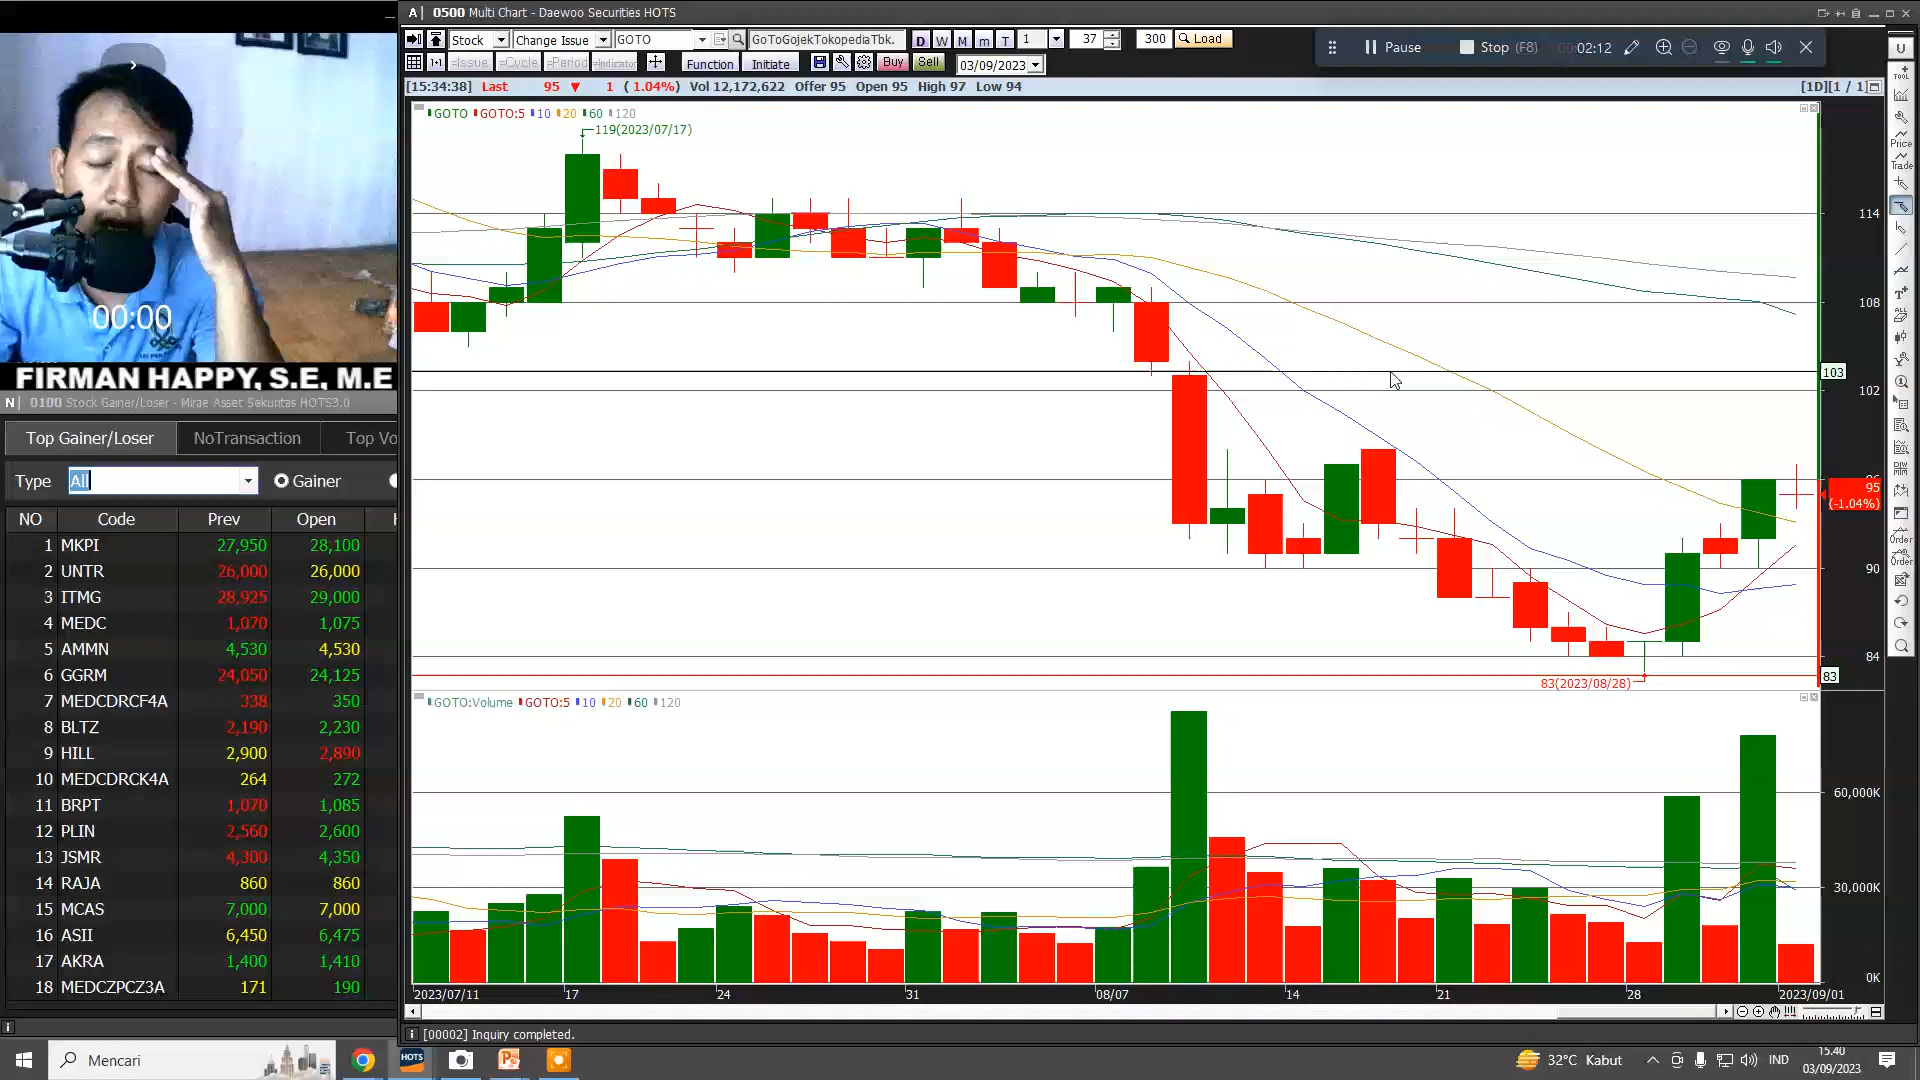 A 0500 Multi Chart - Daewoo Securities HOTS
Stock Change Issue GOTO GoToGojekTokopediaTbk. D W M m T 1 37 300 Load
=Issue =Cycle =Period =Indicator Function Initiate Buy Sell 03/09/2023
Pause Stop (F8) 00:02:12
[15:34:38] Last 95 ▼ 1 ( 1.04%) Vol 12,172,622 Offer 95 Open 95 High 97 Low 94 [1D][1 / 1]
GOTO GOTO:5 10 20 60 120
119(2023/07/17)
114
108
103
102
96
95
(-1.04%)
90
84
83
83(2023/08/28)
GOTO:Volume GOTO:5 10 20 60 120
60,000K
30,000K
0K
2023/07/11 17 24 31 08/07 14 21 28 2023/09/01
[00002] Inquiry completed.
U
TOOL
Price
Trade
Order
Order
00:00
FIRMAN HAPPY, S.E, M.E
N 0100 Stock Gainer/Loser - Mirae Asset Sekuritas HOTS3.0
Top Gainer/Loser NoTransaction Top Vo
Type All Gainer
NO Code Prev Open
1 MKPI 27,950 28,100
2 UNTR 26,000 26,000
3 ITMG 28,925 29,000
4 MEDC 1,070 1,075
5 AMMN 4,530 4,530
6 GGRM 24,050 24,125
7 MEDCDRCF4A 338 350
8 BLTZ 2,190 2,230
9 HILL 2,900 2,890
10 MEDCDRCK4A 264 272
11 BRPT 1,070 1,085
12 PLIN 2,560 2,600
13 JSMR 4,300 4,350
14 RAJA 860 860
15 MCAS 7,000 7,000
16 ASII 6,450 6,475
17 AKRA 1,400 1,410
18 MEDCZPCZ3A 171 190
Mencari
HOTS
32°C Kabut IND 15.40
03/09/2023